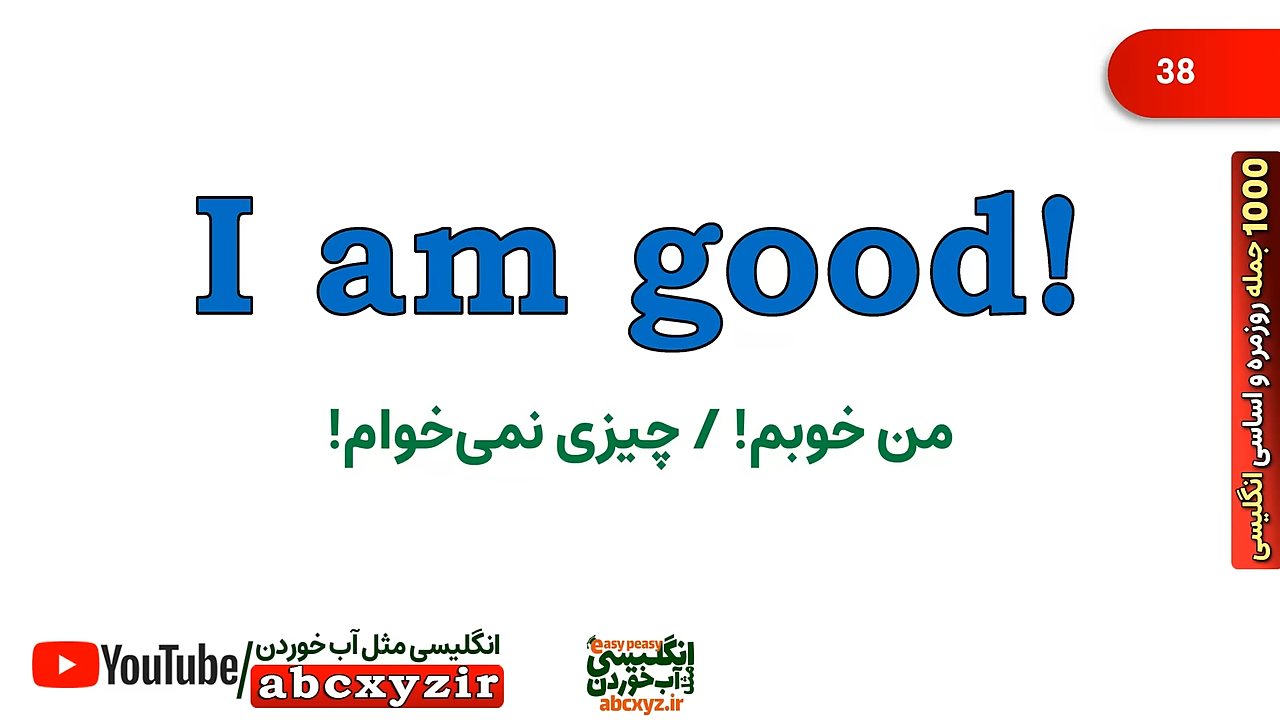 38
I am good!
من خوبم! / چیزی نمی‌خوام!
1000 جمله روزمره و اساسی انگلیسی
YouTube/
انگلیسی مثل آب خوردن
abcxyzir
easy peasy
انگلیسی
مثل آب خوردن
abcxyz.ir